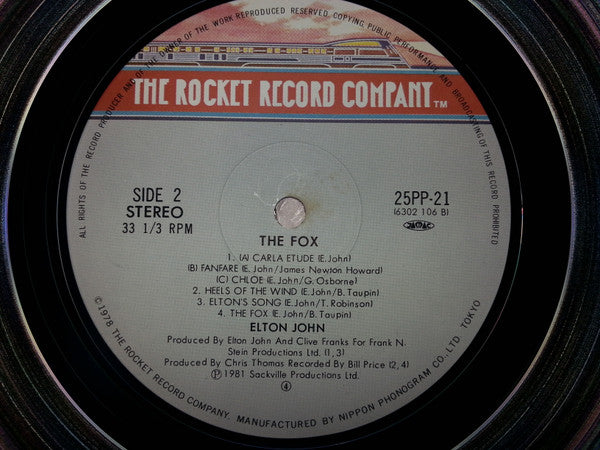 ALL RIGHTS OF THE RECORD PRODUCER AND OF THE OWNER OF THE WORK REPRODUCED RESERVED. COPYING, PUBLIC PERFORMANCE AND BROADCASTING OF THIS RECORD PROHIBITED
THE ROCKET RECORD COMPANY TM
SIDE 2
STEREO
33 1/3 RPM
25PP-21
(6302 106 B)
THE FOX
1. (A) CARLA ETUDE (E. John)
(B) FANFARE (E. John/James Newton Howard)
(C) CHLOE (E. John/G. Osborne)
2. HEELS OF THE WIND (E. John/B. Taupin)
3. ELTON'S SONG (E. John/T. Robinson)
4. THE FOX (E. John/B. Taupin)
ELTON JOHN
Produced By Elton John And Clive Franks For Frank N.
Stein Productions Ltd. (1, 3)
Produced By Chris Thomas Recorded By Bill Price (2, 4)
Ⓟ 1981 Sackville Productions Ltd.
④
©1978 THE ROCKET RECORD COMPANY. MANUFACTURED BY NIPPON PHONOGRAM CO., LTD. TOKYO